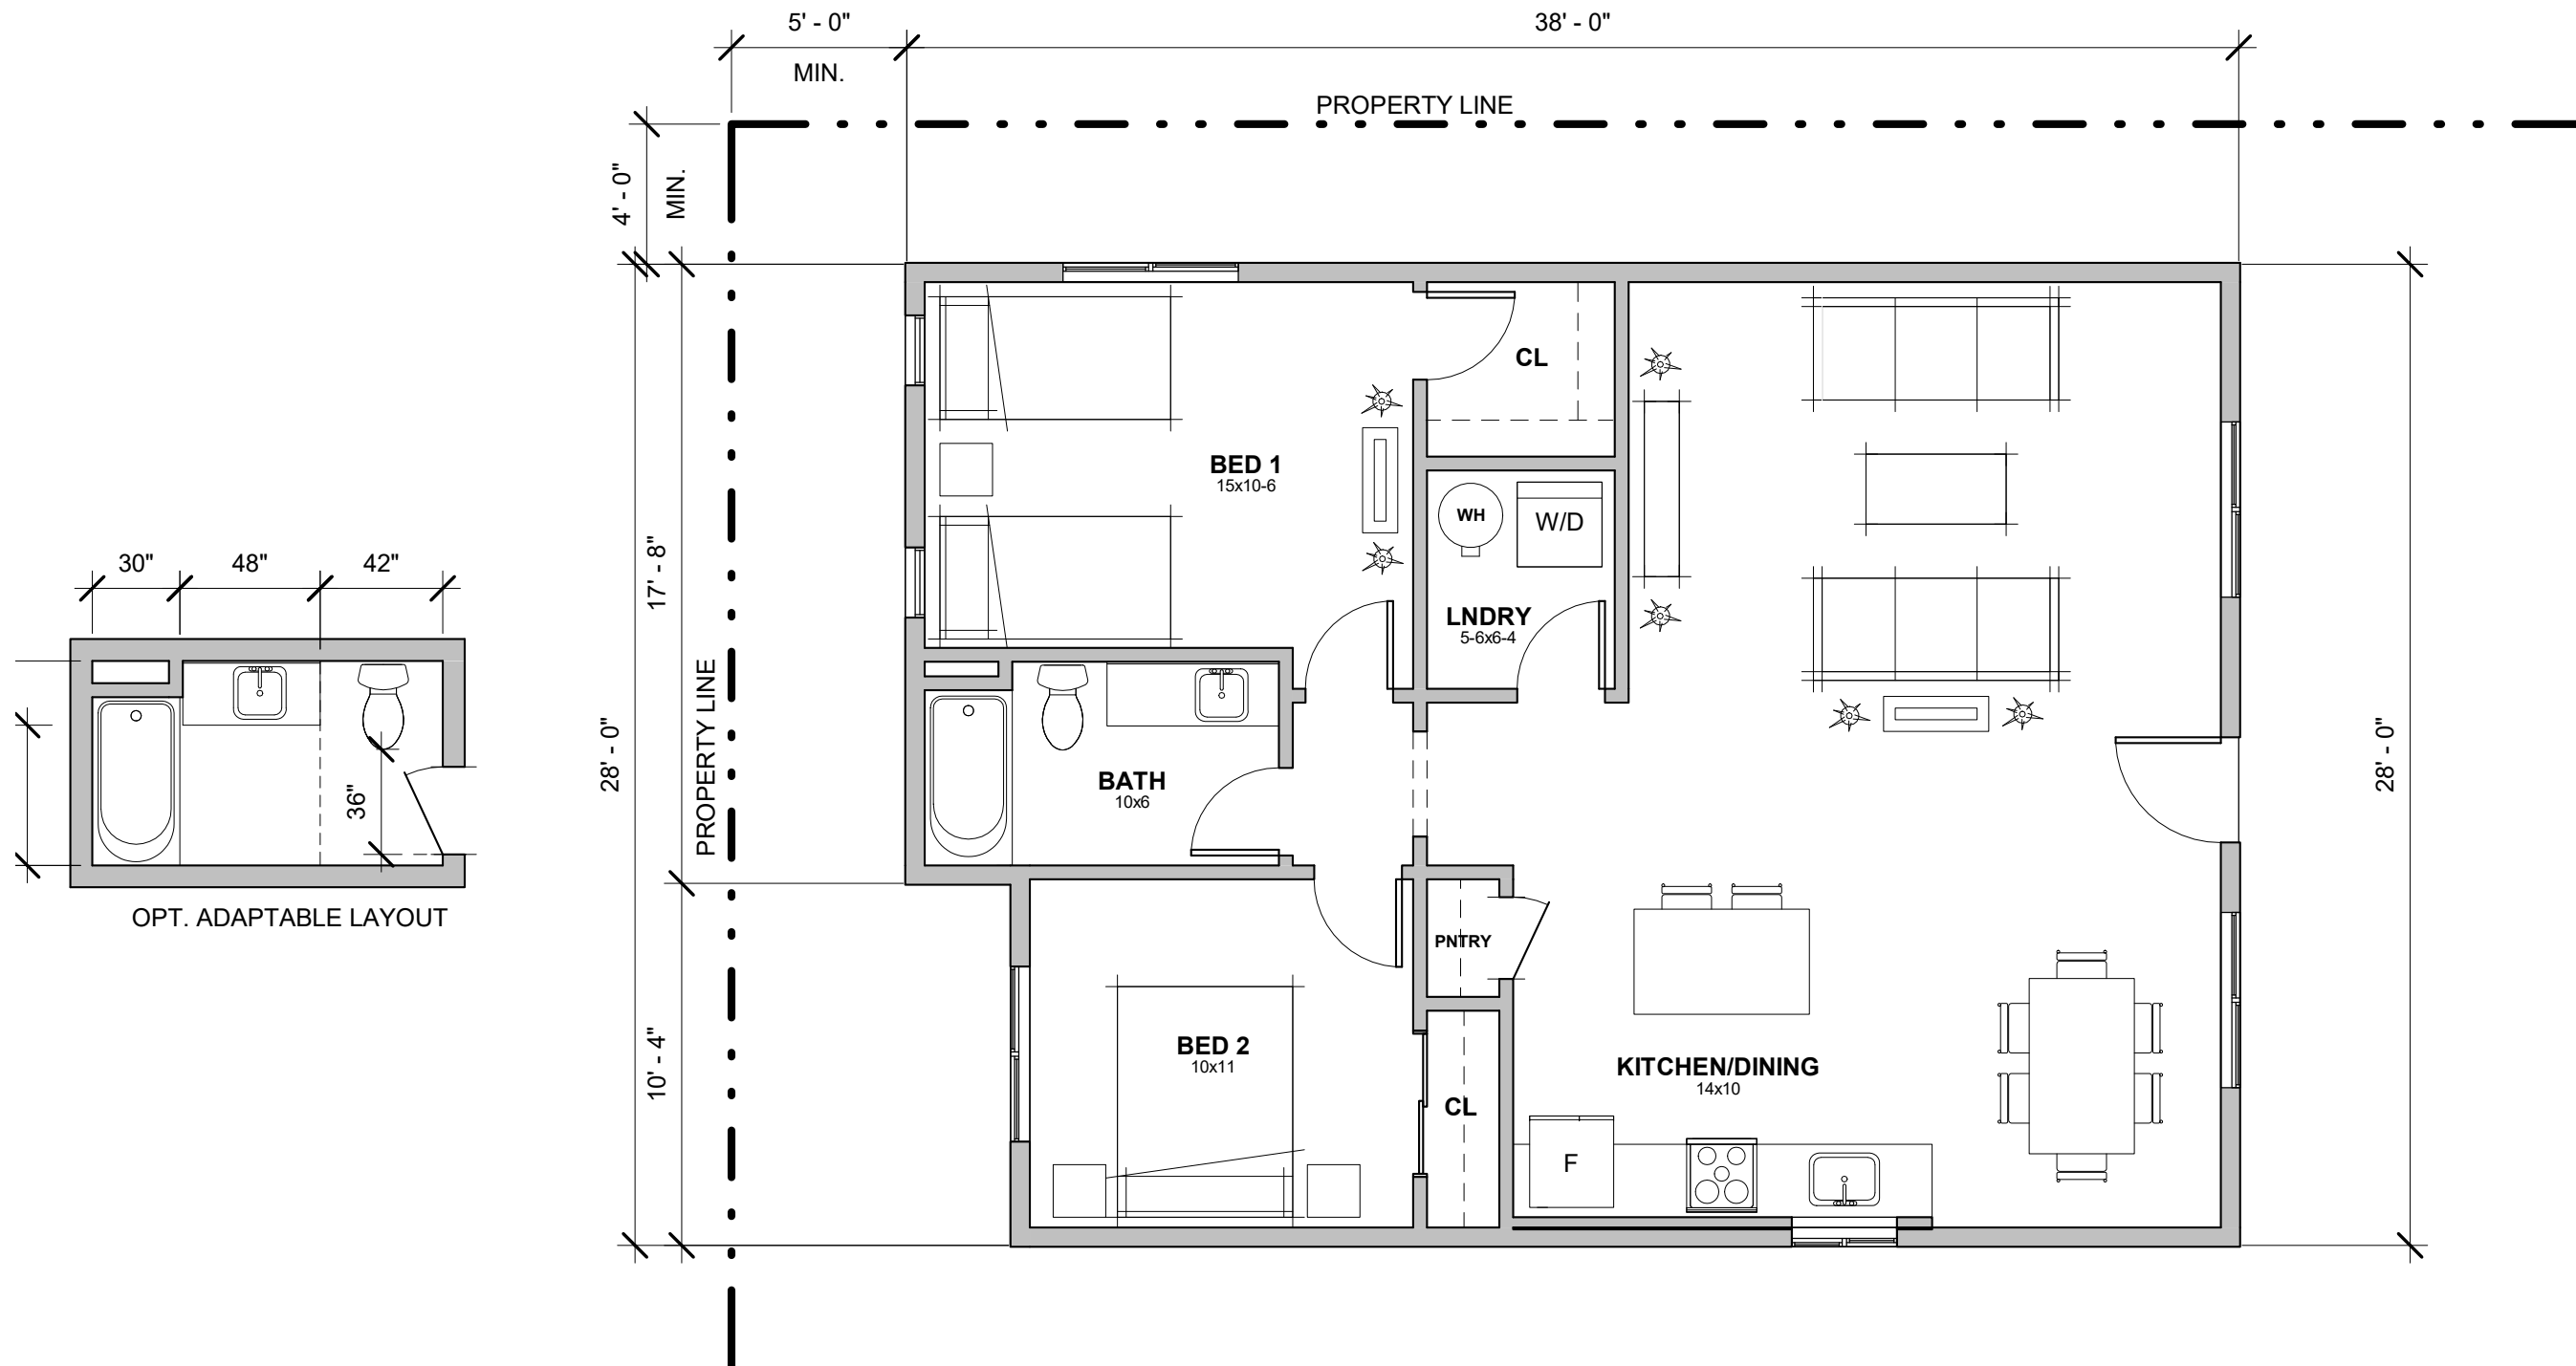 5' - 0"
38' - 0"
MIN.
PROPERTY LINE
4' - 0"
MIN.
BED 1
15x10-6
CL
WH
W/D
LNDRY
5-6x6-4
17' - 8"
28' - 0"
PROPERTY LINE
10' - 4"
28' - 0"
BATH
10x6
PNTRY
BED 2
10x11
CL
KITCHEN/DINING
14x10
F
30"
48"
42"
36"
OPT. ADAPTABLE LAYOUT